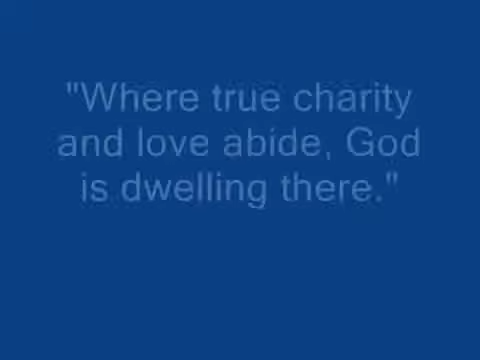 "Where true charity
and love abide, God
is dwelling there."